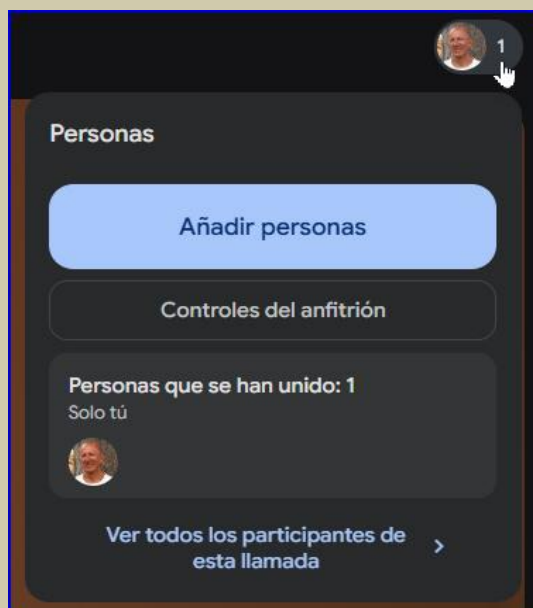 1
Personas
Añadir personas
Controles del anfitrión
Personas que se han unido: 1
Solo tú
Ver todos los participantes de
esta llamada